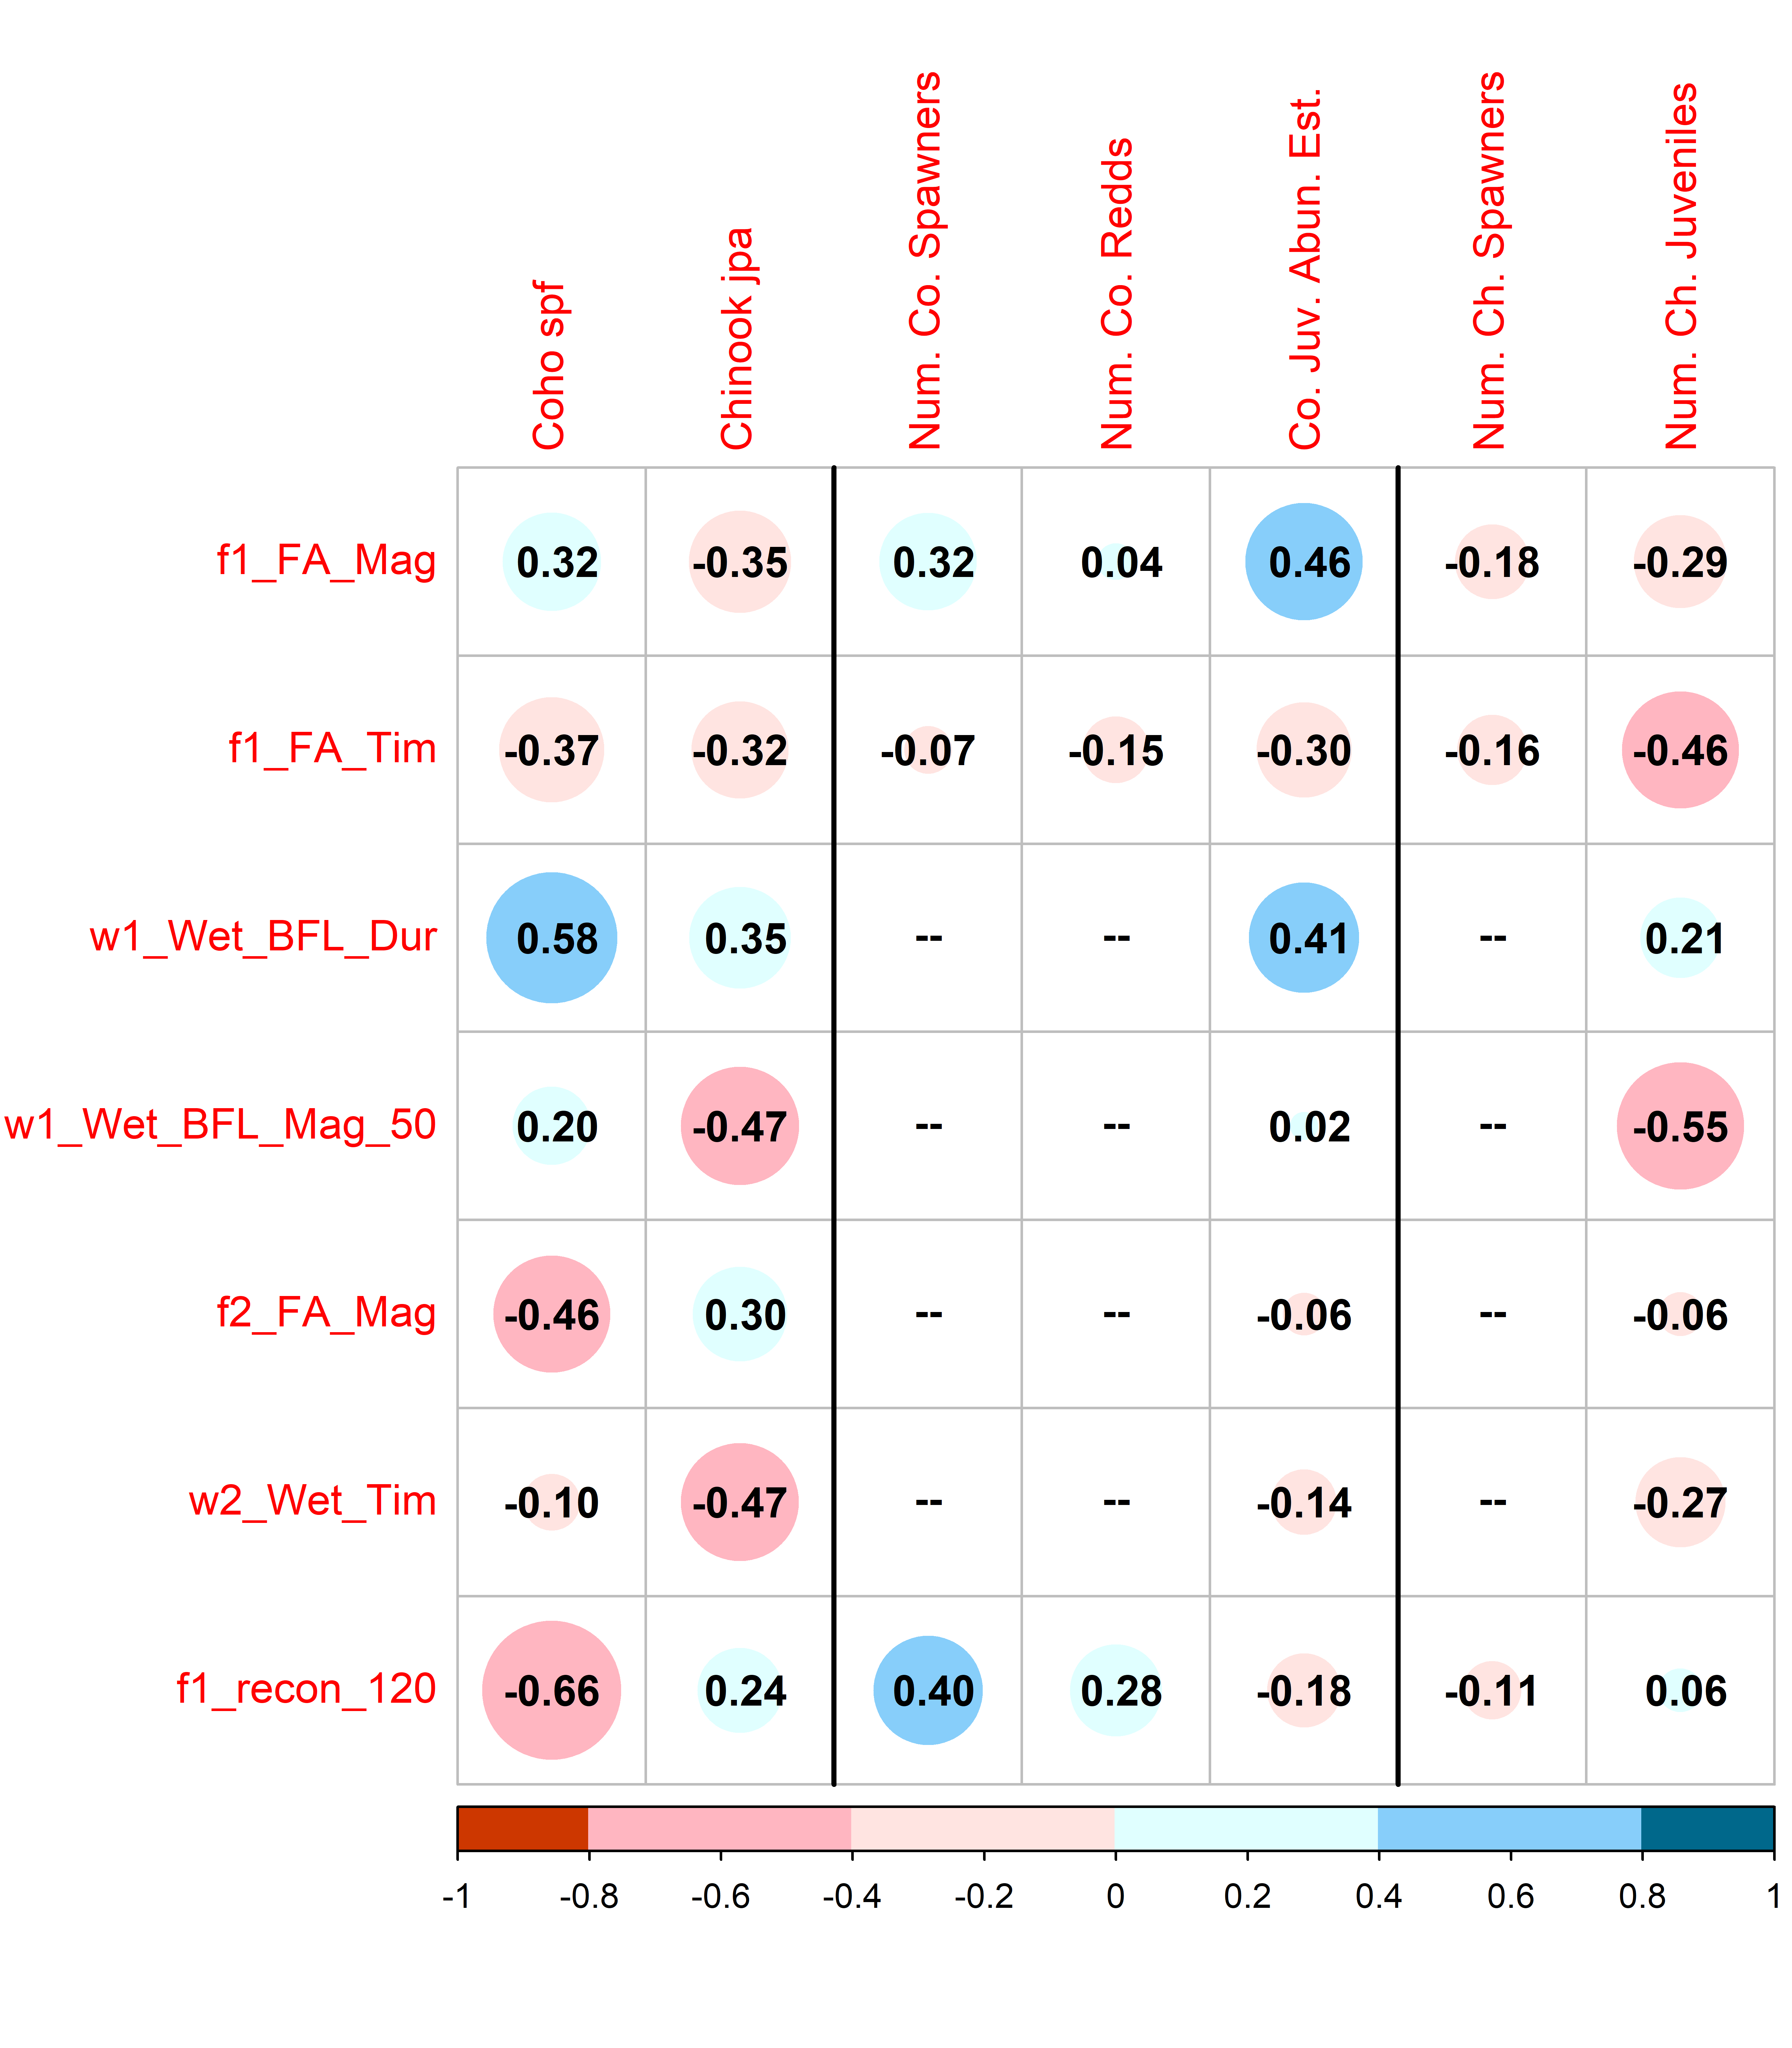 Coho spf
Chinook jpa
Num. Co. Spawners
Num. Co. Redds
Co. Juv. Abun. Est.
Num. Ch. Spawners
Num. Ch. Juveniles
f1_FA_Mag 0.32 -0.35 0.32 0.04 0.46 -0.18 -0.29
f1_FA_Tim -0.37 -0.32 -0.07 -0.15 -0.30 -0.16 -0.46
w1_Wet_BFL_Dur 0.58 0.35 -- -- 0.41 -- 0.21
w1_Wet_BFL_Mag_50 0.20 -0.47 -- -- 0.02 -- -0.55
f2_FA_Mag -0.46 0.30 -- -- -0.06 -- -0.06
w2_Wet_Tim -0.10 -0.47 -- -- -0.14 -- -0.27
f1_recon_120 -0.66 0.24 0.40 0.28 -0.18 -0.11 0.06
-1 -0.8 -0.6 -0.4 -0.2 0 0.2 0.4 0.6 0.8 1